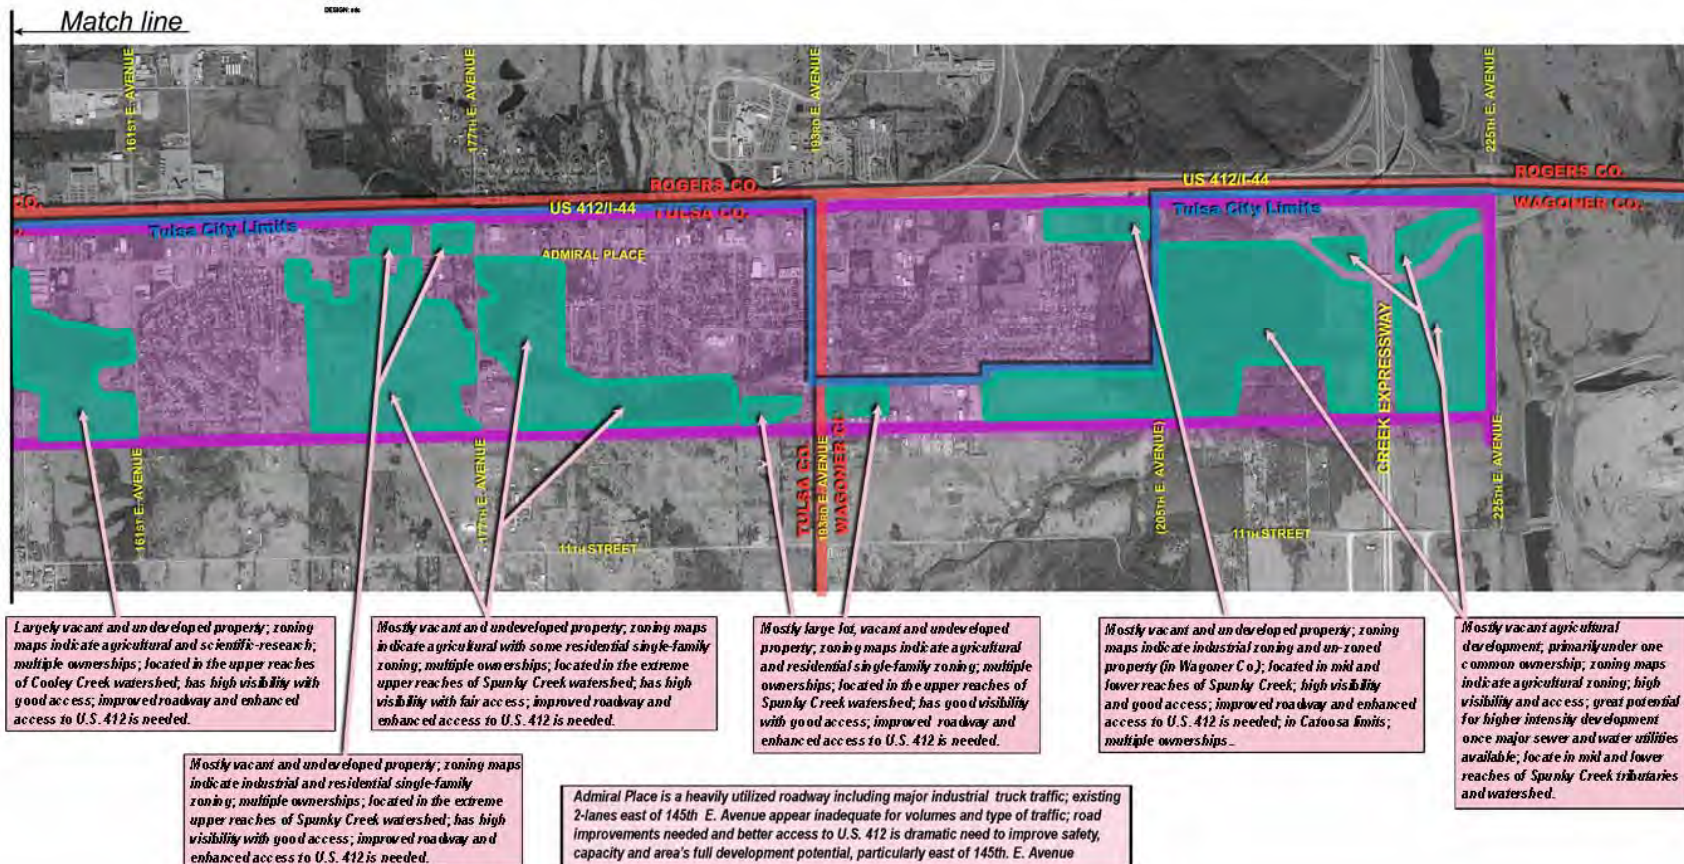 DESIGN: edc
Match line
161ST E. AVENUE
177TH E. AVENUE
193RD E. AVENUE
225TH E. AVENUE
ROGERS CO.
US 412/I-44
ROGERS CO.
CO.
US 412/I-44
TULSA CO.
Tulsa City Limits
WAGONER CO.
Tulsa City Limits
ADMIRAL PLACE
CREEK EXPRESSWAY
161ST E. AVENUE
177TH E. AVENUE
TULSA CO.
193RD E. AVENUE
WAGONER CO.
(205TH E. AVENUE)
225TH E. AVENUE
11TH STREET
11TH STREET
Largely vacant and undeveloped property; zoning
maps indicate agricultural and scientific-research;
multiple ownerships; located in the upper reaches
of Cooley Creek watershed; has high visibility with
good access; improved roadway and enhanced
access to U.S. 412 is needed.
Mostly vacant and undeveloped property; zoning maps
indicate agricultural with some residential single-family
zoning; multiple ownerships; located in the extreme
upper reaches of Spunky Creek watershed; has high
visibility with fair access; improved roadway and
enhanced access to U.S. 412 is needed.
Mostly large lot, vacant and undeveloped
property; zoning maps indicate agricultural
and residential single-family zoning; multiple
ownerships; located in the upper reaches of
Spunky Creek watershed; has good visibility
with good access; improved roadway and
enhanced access to U.S. 412 is needed.
Mostly vacant and undeveloped property; zoning
maps indicate industrial zoning and un-zoned
property (in Wagoner Co.); located in mid and
lower reaches of Spunky Creek; high visibility
and good access; improved roadway and enhanced
access to U.S. 412 is needed; in Catoosa limits;
multiple ownerships..
Mostly vacant agricultural
development; primarily under one
common ownership; zoning maps
indicate agricultural zoning; high
visibility and access; great potential
for higher intensity development
once major sewer and water utilities
available; locate in mid and lower
reaches of Spunky Creek tributaries
and watershed.
Mostly vacant and undeveloped property; zoning maps
indicate industrial and residential single-family
zoning; multiple ownerships; located in the extreme
upper reaches of Spunky Creek watershed; has high
visibility with good access; improved roadway and
enhanced access to U.S. 412 is needed.
Admiral Place is a heavily utilized roadway including major industrial truck traffic; existing
2-lanes east of 145th E. Avenue appear inadequate for volumes and type of traffic; road
improvements needed and better access to U.S. 412 is dramatic need to improve safety,
capacity and area's full development potential, particularly east of 145th. E. Avenue